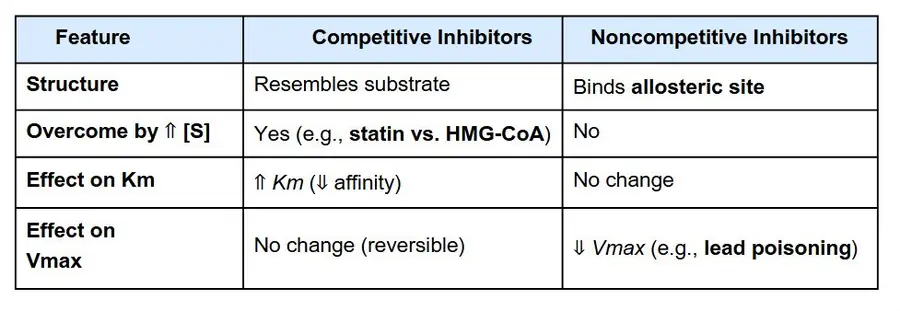 Feature Competitive Inhibitors Noncompetitive Inhibitors
Structure Resembles substrate Binds allosteric site
Overcome by ⇑ [S] Yes (e.g., statin vs. HMG-CoA) No
Effect on Km ⇑ Km (⇓ affinity) No change
Effect on
Vmax No change (reversible) ⇓ Vmax (e.g., lead poisoning)